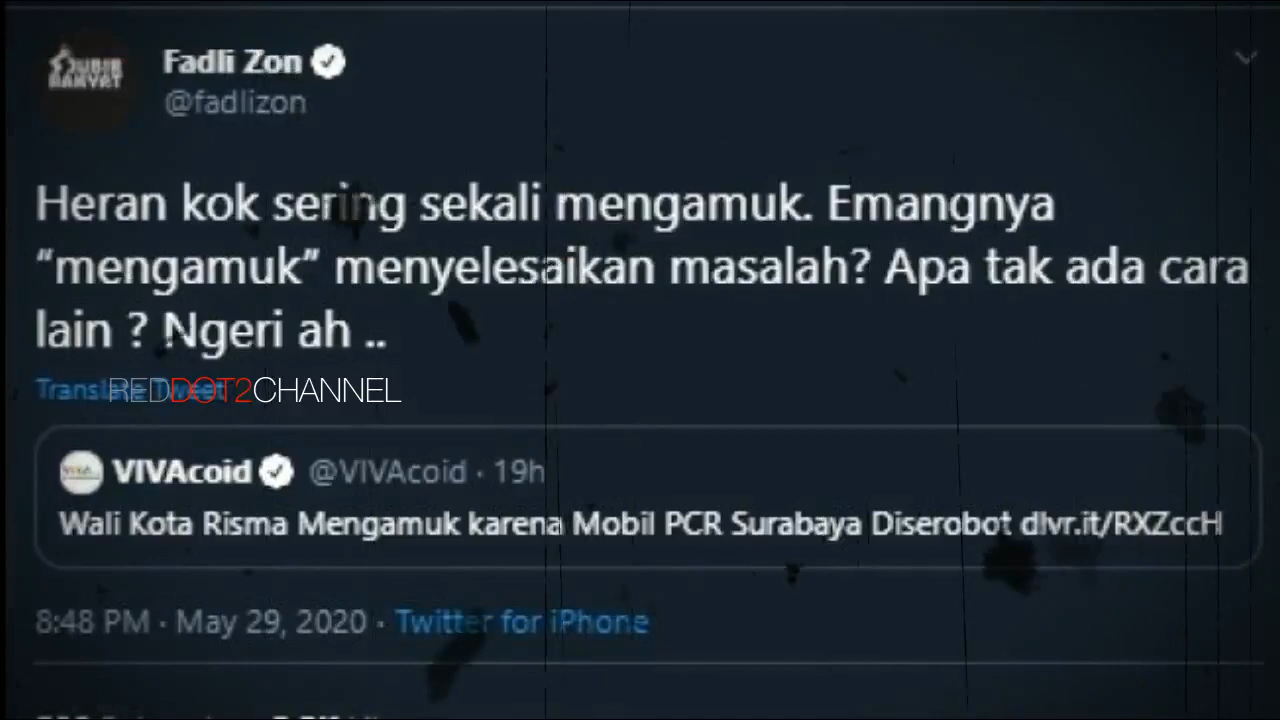 Fadli Zon
@fadlizon
Heran kok sering sekali mengamuk. Emangnya
“mengamuk” menyelesaikan masalah? Apa tak ada cara
lain ? Ngeri ah ..
Translate Tweet
REDDOT2CHANNEL
VIVAcoid @VIVAcoid · 19h
Wali Kota Risma Mengamuk karena Mobil PCR Surabaya Diserobot dlvr.it/RXZccH
8:48 PM · May 29, 2020 · Twitter for iPhone